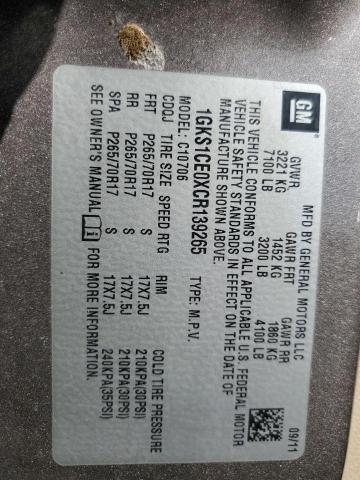 GM
MFD BY GENERAL MOTORS LLC 09/11
GVWR GAWR FRT GAWR RR
3221 KG 1452 KG 1860 KG
7100 LB 3200 LB 4100 LB
THIS VEHICLE CONFORMS TO ALL APPLICABLE U.S. FEDERAL MOTOR
VEHICLE SAFETY STANDARDS IN EFFECT ON THE DATE OF
MANUFACTURE SHOWN ABOVE.
1GKS1CE0XCR139265 TYPE: M.P.V.
MODEL: C10706
CDOJ TIRE SIZE SPEED RTG RIM COLD TIRE PRESSURE
FRT P265/70R17 S 17X7.5J 210KPA(30PSI)
RR P265/70R17 S 17X7.5J 210KPA(30PSI)
SPA P265/70R17 S 17X7.5J 240KPA(35PSI)
SEE OWNER'S MANUAL i FOR MORE INFORMATION.